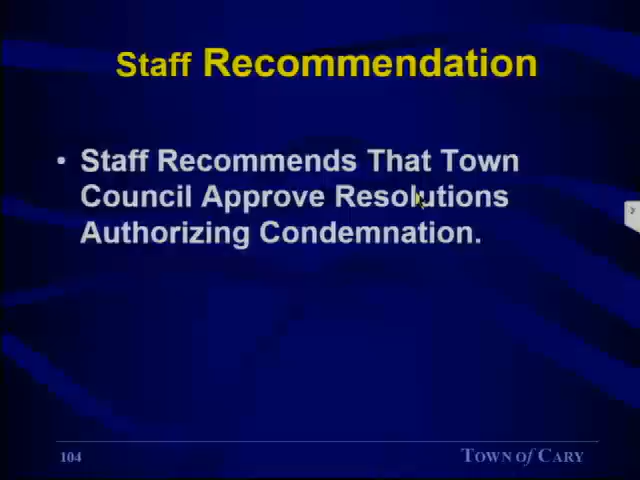 Staff Recommendation
• Staff Recommends That Town
Council Approve Resolutions
Authorizing Condemnation.
104
TOWN of CARY